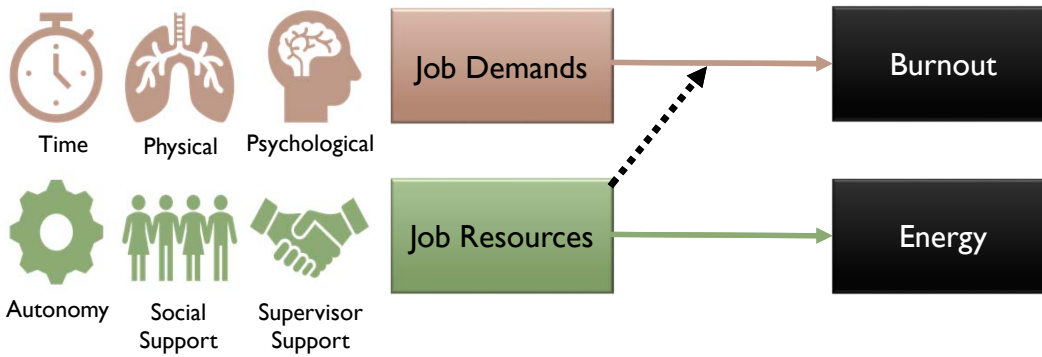 Time
Physical
Psychological
Job Demands
Burnout
Autonomy
Social
Support
Supervisor
Support
Job Resources
Energy